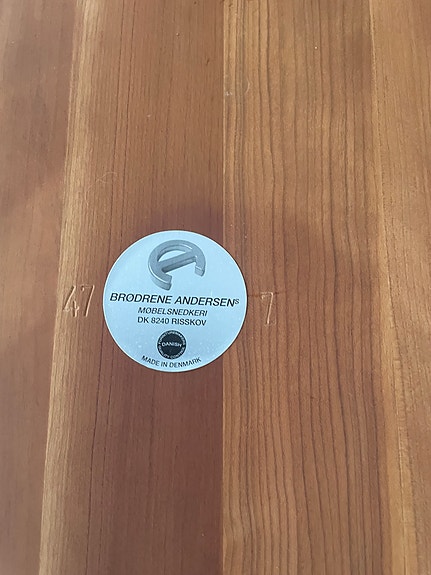 BRØDRENE ANDERSENS
MØBELSNEDKERI
DK 8240 RISSKOV
DANISH
MADE IN DENMARK
47
7